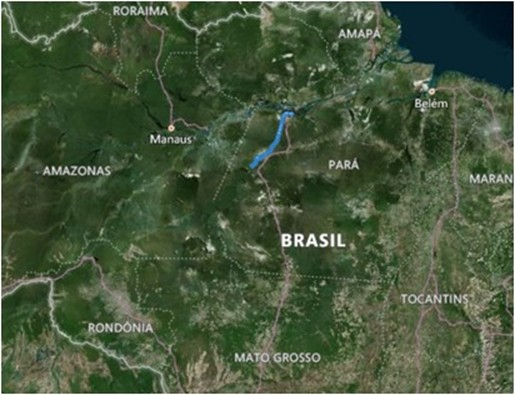 RORAIMA
AMAPÁ
Belém
Manaus
AMAZONAS
PARÁ
MARAN
BRASIL
TOCANTINS
RONDÔNIA
MATO GROSSO